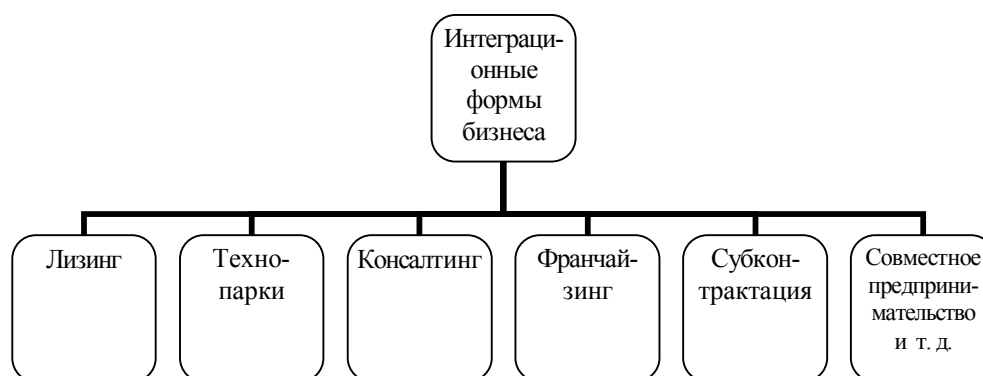 Интеграци-
онные
формы
бизнеса
Лизинг
Техно-
парки
Консалтинг
Франчай-
зинг
Субкон-
трактация
Совместное
предприни-
мательство
и т. д.